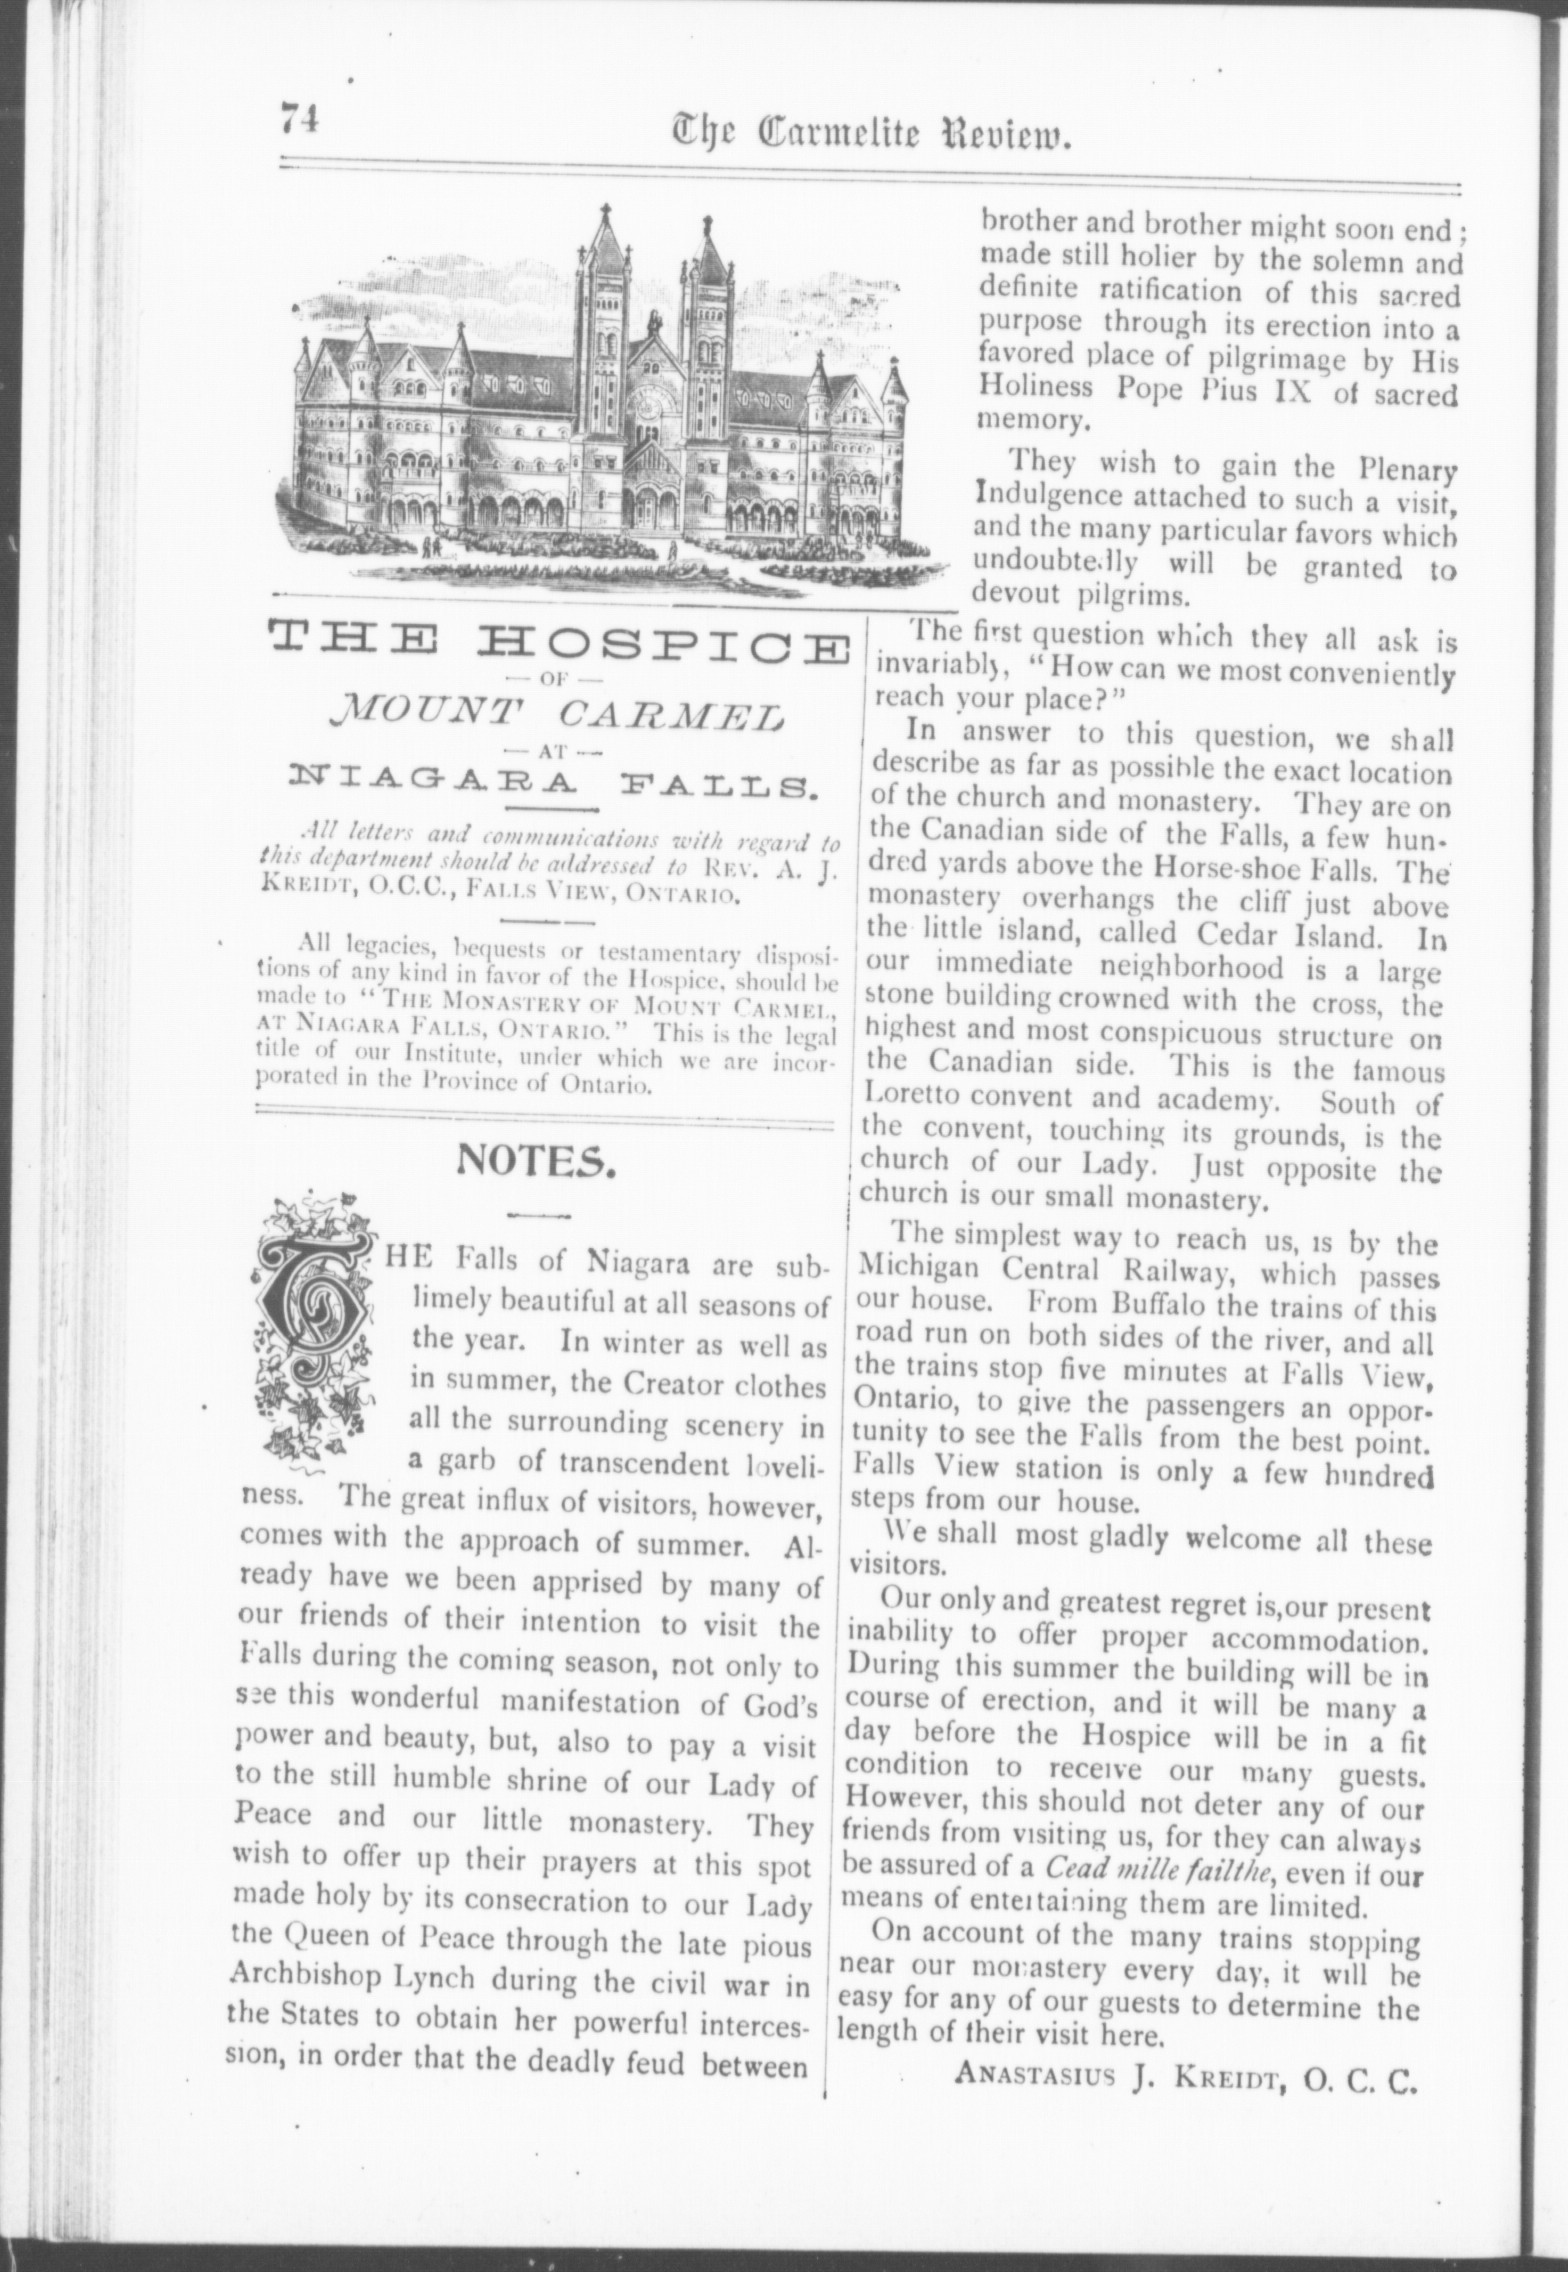 74
The Carmelite Review.
THE HOSPICE
— OF —
MOUNT CARMEL
— AT —
NIAGARA FALLS.
All letters and communications with regard to
this department should be addressed to REV. A. J.
KREIDT, O.C.C., FALLS VIEW, ONTARIO.
All legacies, bequests or testamentary disposi-
tions of any kind in favor of the Hospice, should be
made to "THE MONASTERY OF MOUNT CARMEL,
AT NIAGARA FALLS, ONTARIO." This is the legal
title of our Institute, under which we are incor-
porated in the Province of Ontario.
NOTES.
THE Falls of Niagara are sub-
limely beautiful at all seasons of
the year. In winter as well as
in summer, the Creator clothes
all the surrounding scenery in
a garb of transcendent loveli-
ness. The great influx of visitors, however,
comes with the approach of summer. Al-
ready have we been apprised by many of
our friends of their intention to visit the
Falls during the coming season, not only to
see this wonderful manifestation of God's
power and beauty, but, also to pay a visit
to the still humble shrine of our Lady of
Peace and our little monastery. They
wish to offer up their prayers at this spot
made holy by its consecration to our Lady
the Queen of Peace through the late pious
Archbishop Lynch during the civil war in
the States to obtain her powerful interces-
sion, in order that the deadly feud between
brother and brother might soon end;
made still holier by the solemn and
definite ratification of this sacred
purpose through its erection into a
favored place of pilgrimage by His
Holiness Pope Pius IX of sacred
memory.
They wish to gain the Plenary
Indulgence attached to such a visit,
and the many particular favors which
undoubtedly will be granted to
devout pilgrims.
The first question which they all ask is
invariably, "How can we most conveniently
reach your place?"
In answer to this question, we shall
describe as far as possible the exact location
of the church and monastery. They are on
the Canadian side of the Falls, a few hun-
dred yards above the Horse-shoe Falls. The
monastery overhangs the cliff just above
the little island, called Cedar Island. In
our immediate neighborhood is a large
stone building crowned with the cross, the
highest and most conspicuous structure on
the Canadian side. This is the famous
Loretto convent and academy. South of
the convent, touching its grounds, is the
church of our Lady. Just opposite the
church is our small monastery.
The simplest way to reach us, is by the
Michigan Central Railway, which passes
our house. From Buffalo the trains of this
road run on both sides of the river, and all
the trains stop five minutes at Falls View,
Ontario, to give the passengers an oppor-
tunity to see the Falls from the best point.
Falls View station is only a few hundred
steps from our house.
We shall most gladly welcome all these
visitors.
Our only and greatest regret is,our present
inability to offer proper accommodation.
During this summer the building will be in
course of erection, and it will be many a
day before the Hospice will be in a fit
condition to receive our many guests.
However, this should not deter any of our
friends from visiting us, for they can always
be assured of a Cead mille failthe, even if our
means of entertaining them are limited.
On account of the many trains stopping
near our monastery every day, it will be
easy for any of our guests to determine the
length of their visit here.
ANASTASIUS J. KREIDT, O. C. C.